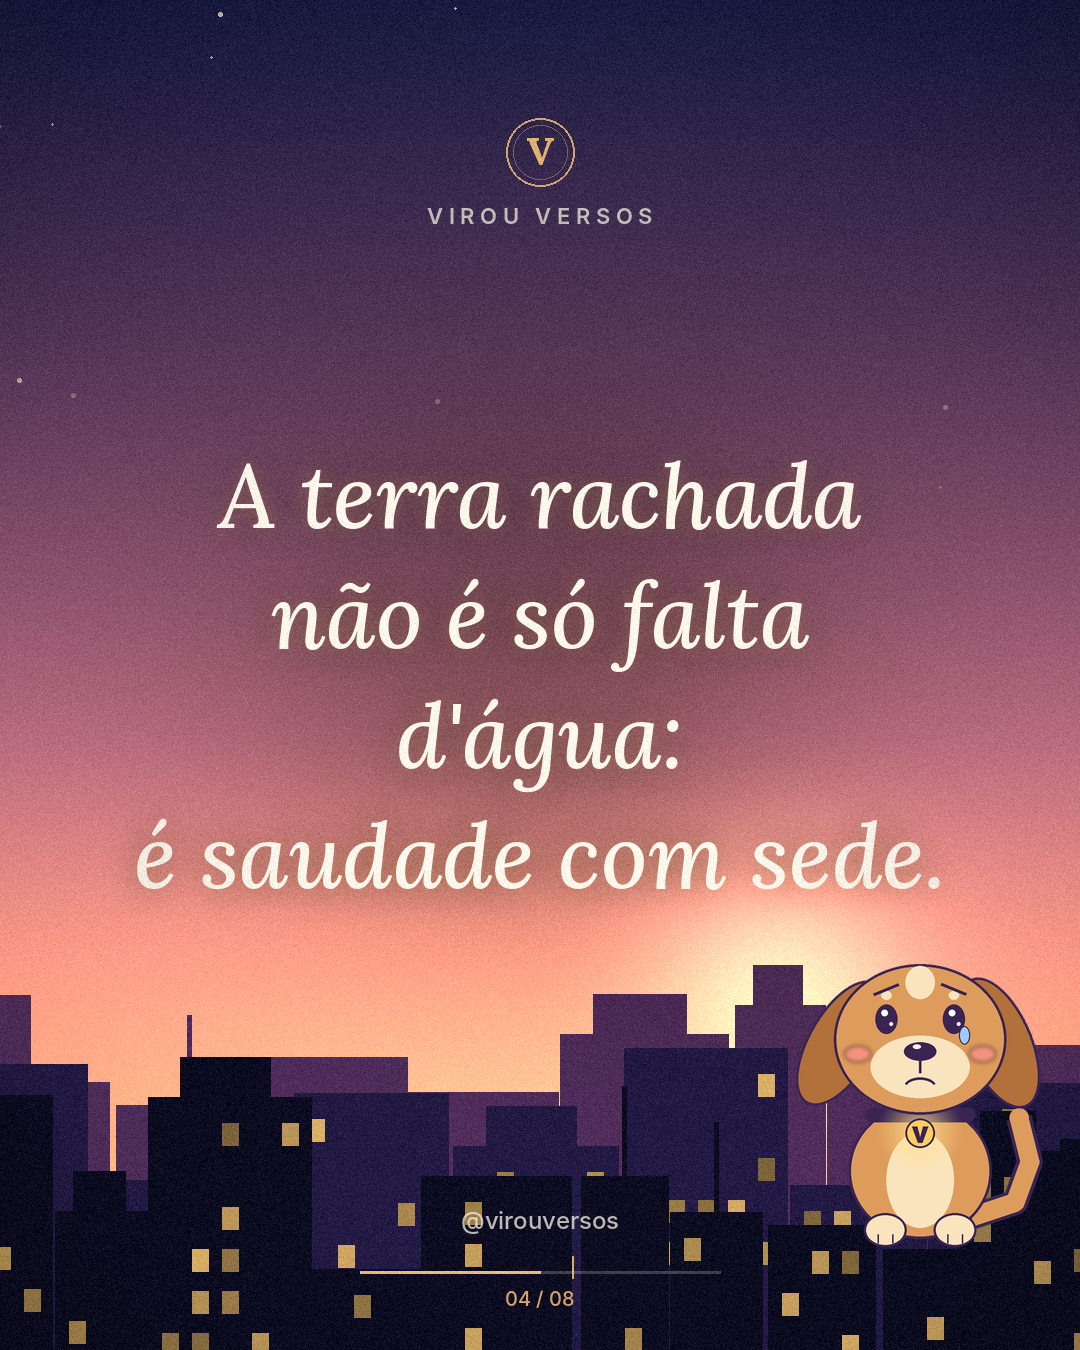 V
VIROU VERSOS
A terra rachada
não é só falta
d'água:
é saudade com sede.
V
@virouversos
04 / 08